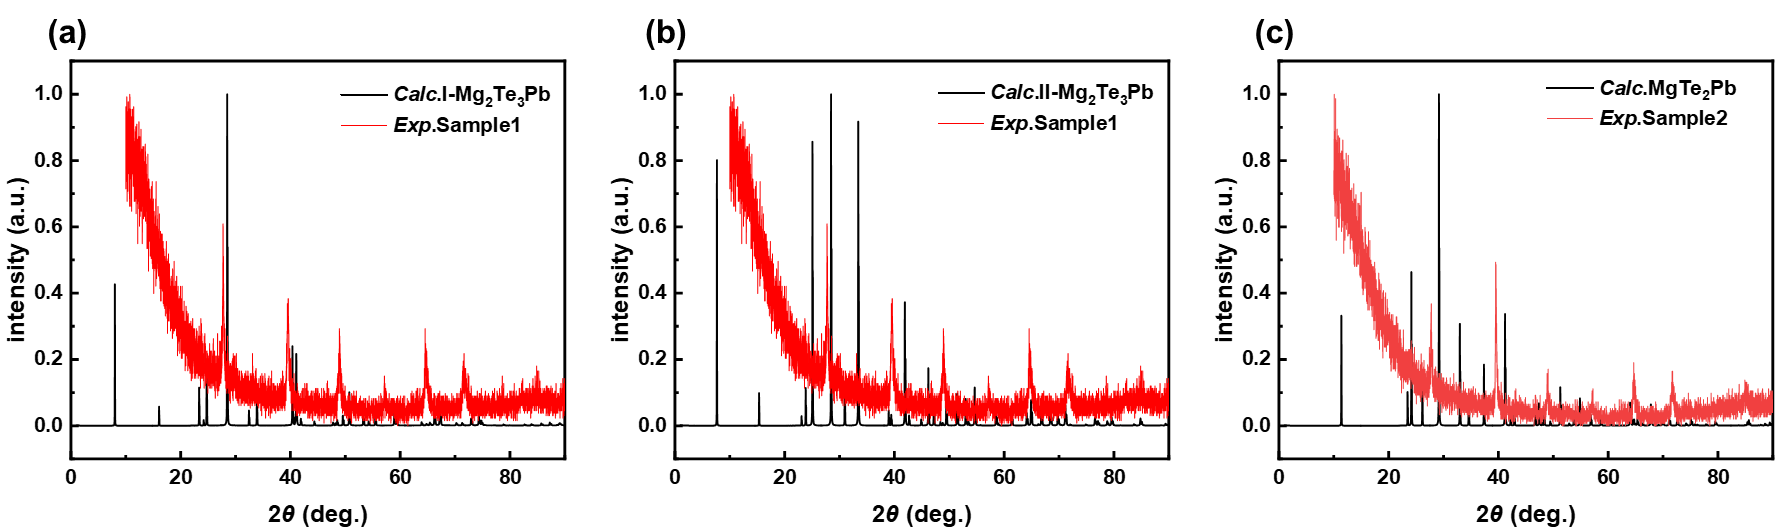 (a)
intensity (a.u.)
1.0
0.8
0.6
0.4
0.2
0.0
Calc.I-Mg₂Te₃Pb
Exp.Sample1
0 20 40 60 80
2θ (deg.)
(b)
intensity (a.u.)
1.0
0.8
0.6
0.4
0.2
0.0
Calc.II-Mg₂Te₃Pb
Exp.Sample1
0 20 40 60 80
2θ (deg.)
(c)
intensity (a.u.)
1.0
0.8
0.6
0.4
0.2
0.0
Calc.MgTe₂Pb
Exp.Sample2
0 20 40 60 80
2θ (deg.)